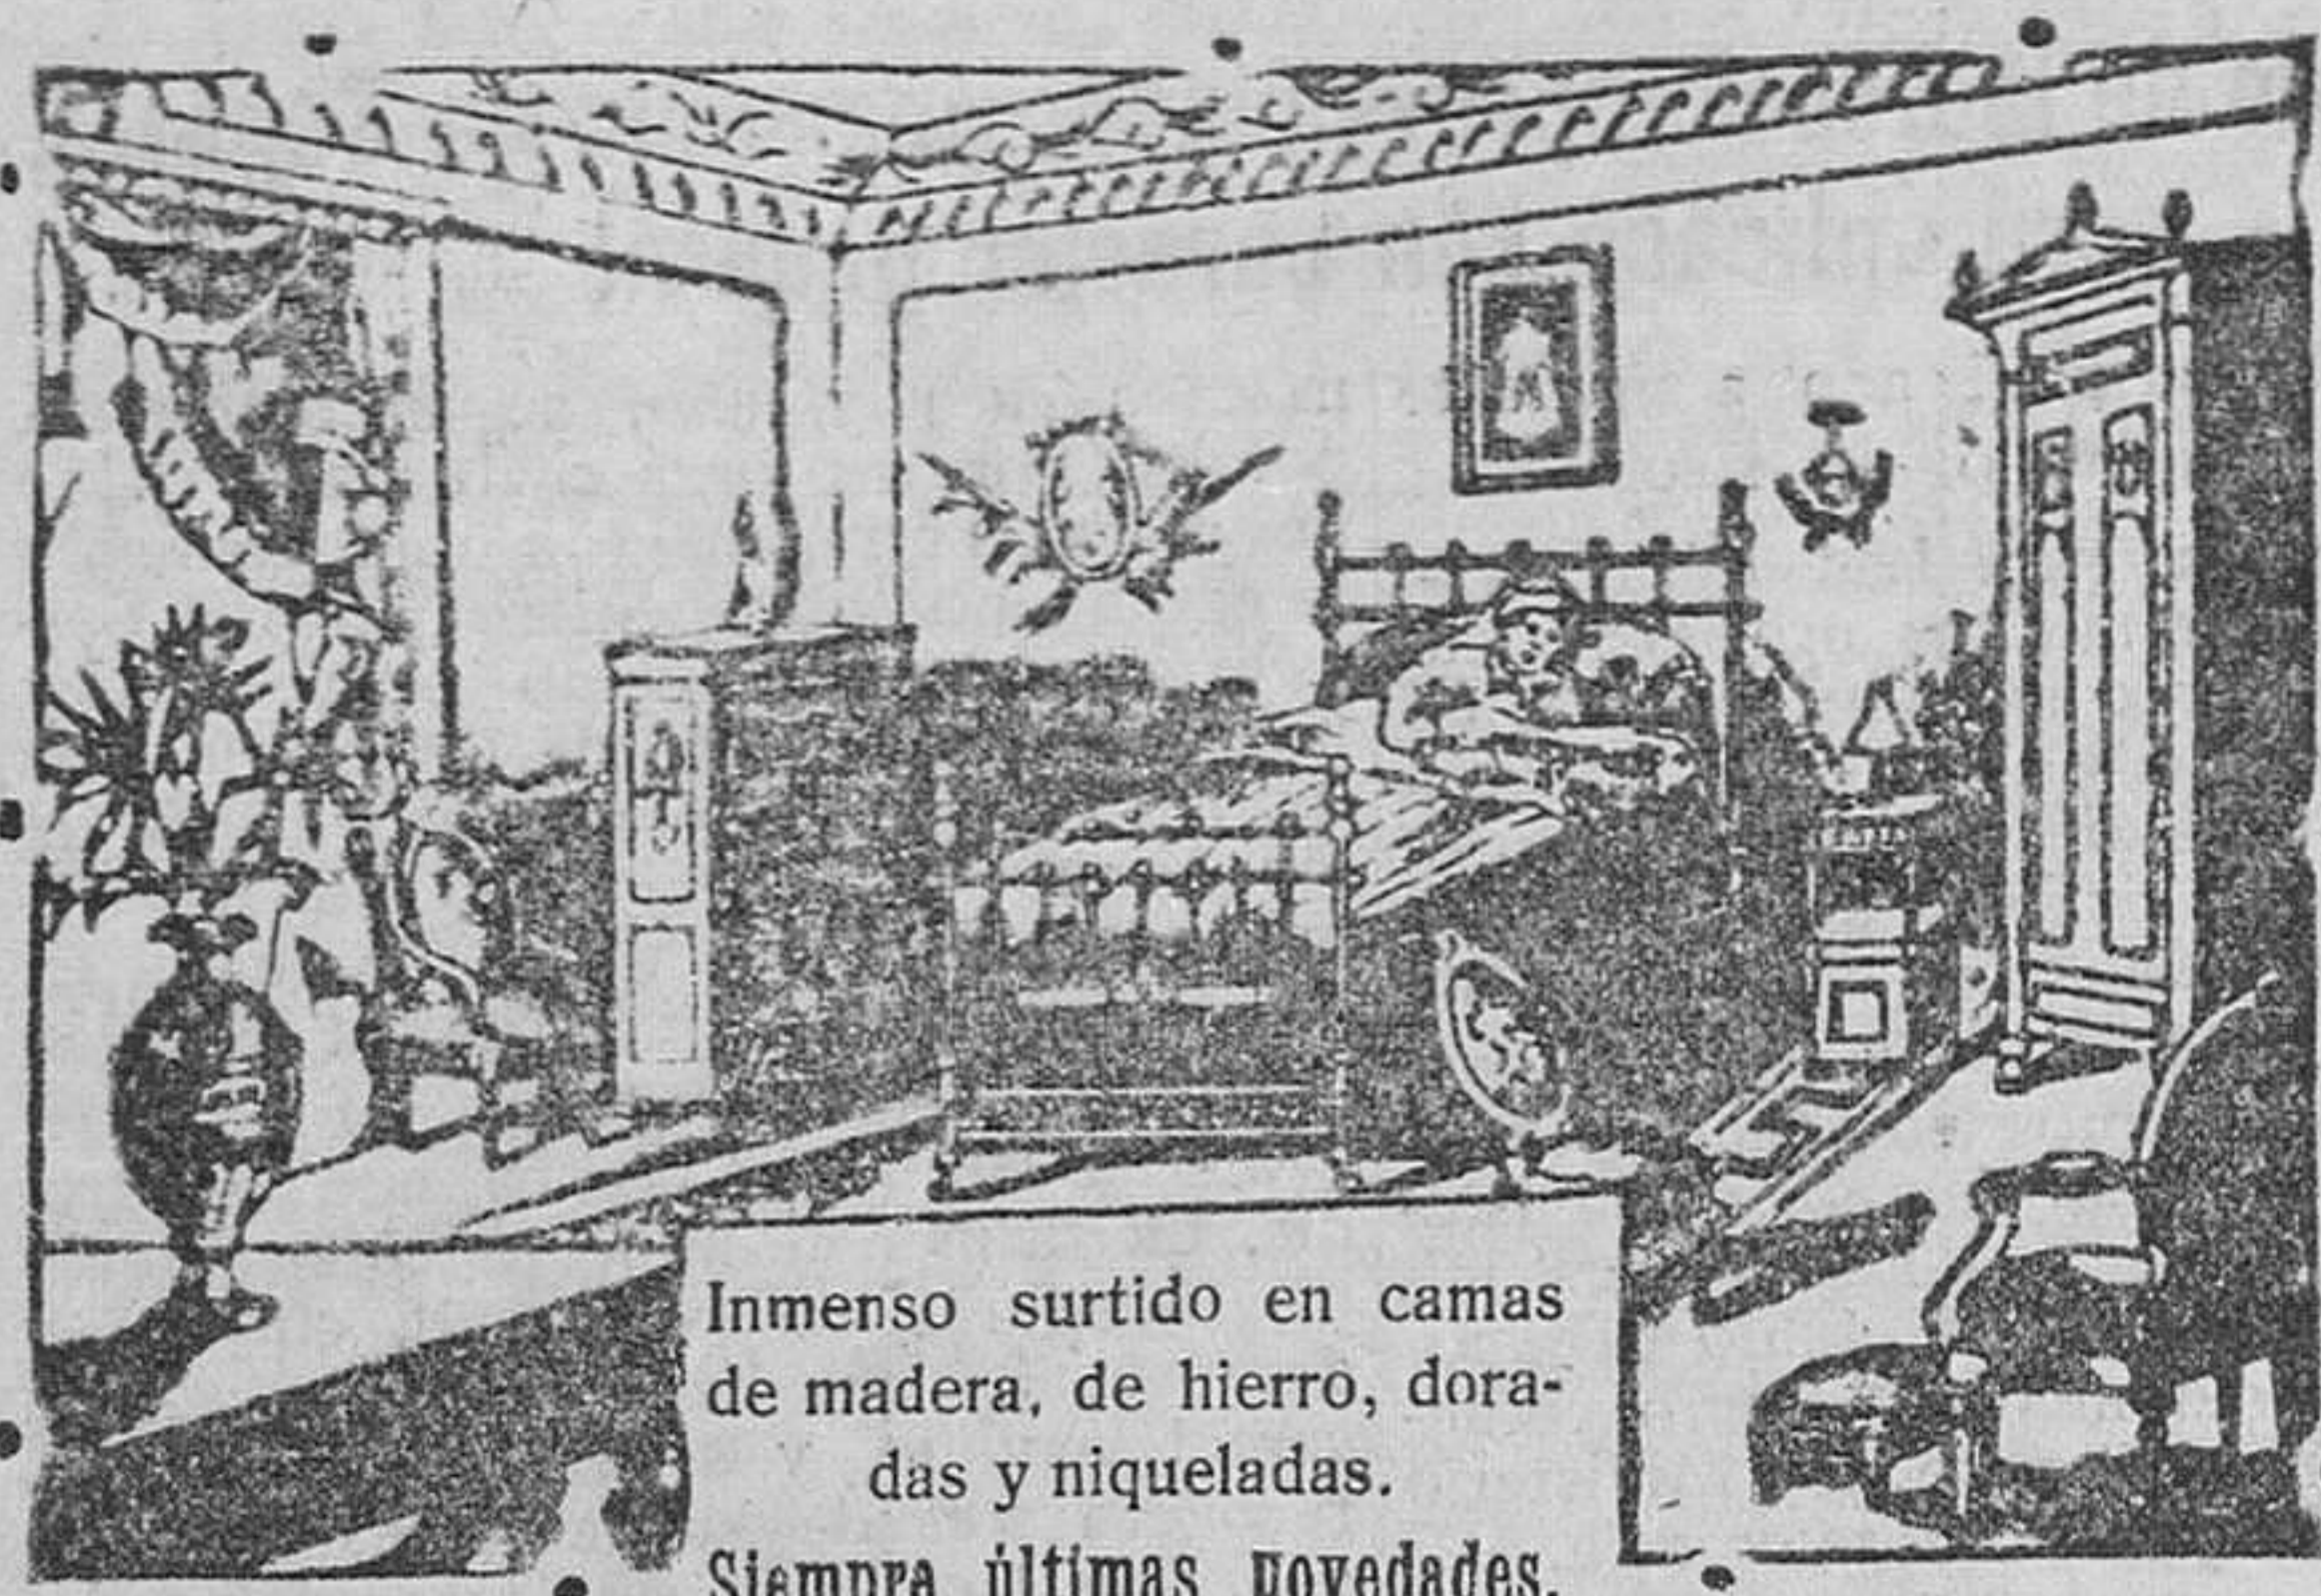 Inmenso surtido en camas
de madera, de hierro, dora-
das y niqueladas.
Siempre últimas novedades.